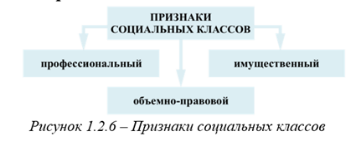 ПРИЗНАКИ
СОЦИАЛЬНЫХ КЛАССОВ
профессиональный
имущественный
объемно-правовой
Рисунок 1.2.6 – Признаки социальных классов